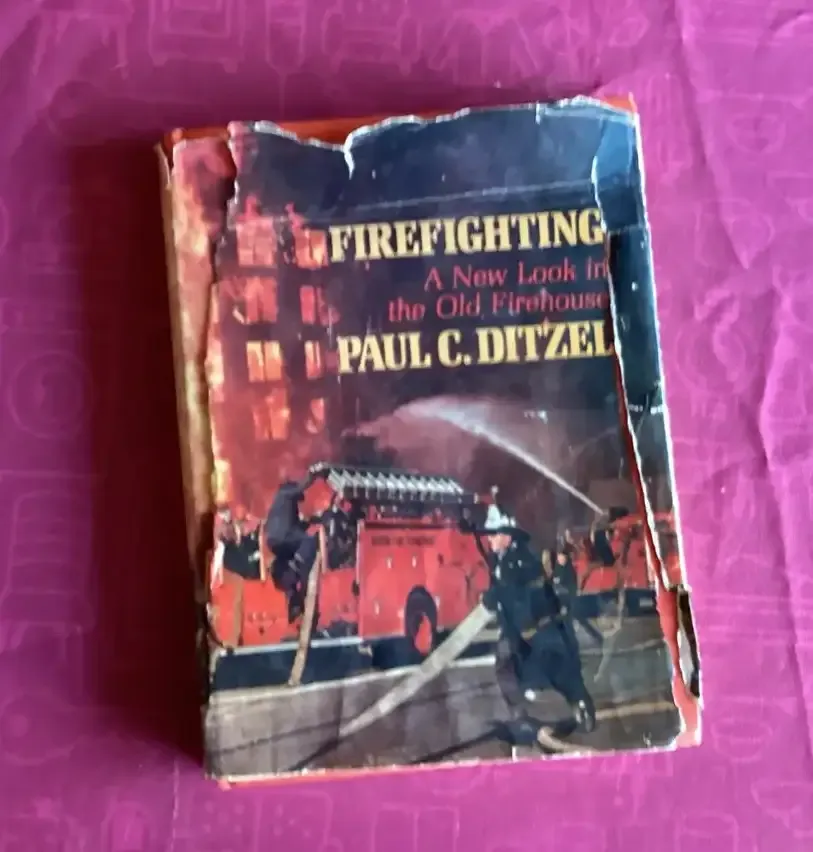 FIREFIGHTING
A New Look in
the Old Firehouse
PAUL C. DITZEL